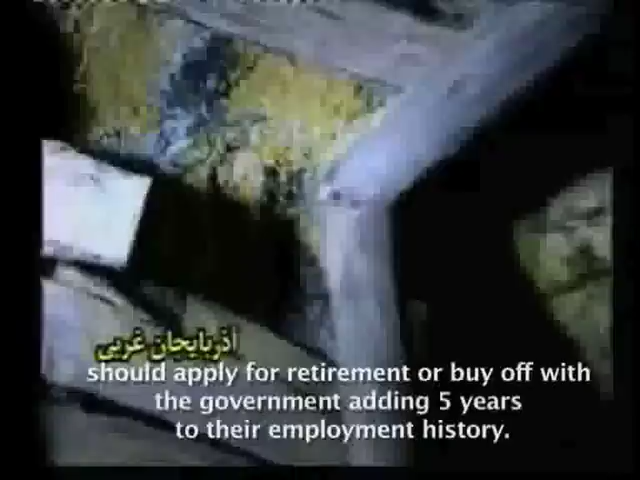 آذربایجان غربی
should apply for retirement or buy off with
the government adding 5 years
to their employment history.